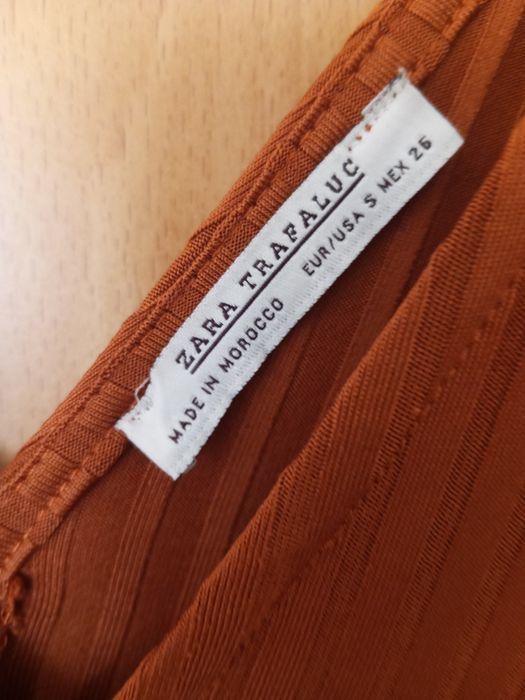 ZARA TRAFALUC
MADE IN MOROCCO EUR/USA S MEX 26